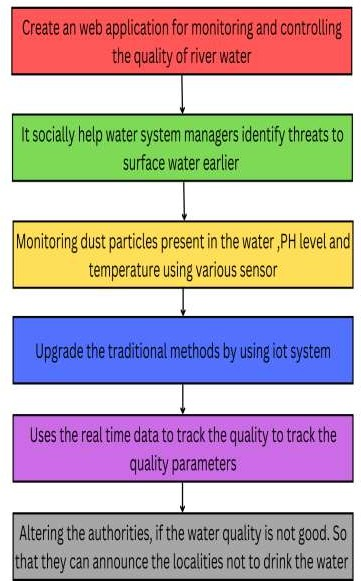 Create an web application for monitoring and controlling
the quality of river water
It socially help water system managers identify threats to
surface water earlier
Monitoring dust particles present in the water ,PH level and
temperature using various sensor
Upgrade the traditional methods by using iot system
Uses the real time data to track the quality to track the
quality parameters
Altering the authorities, if the water quality is not good. So
that they can announce the localities not to drink the water